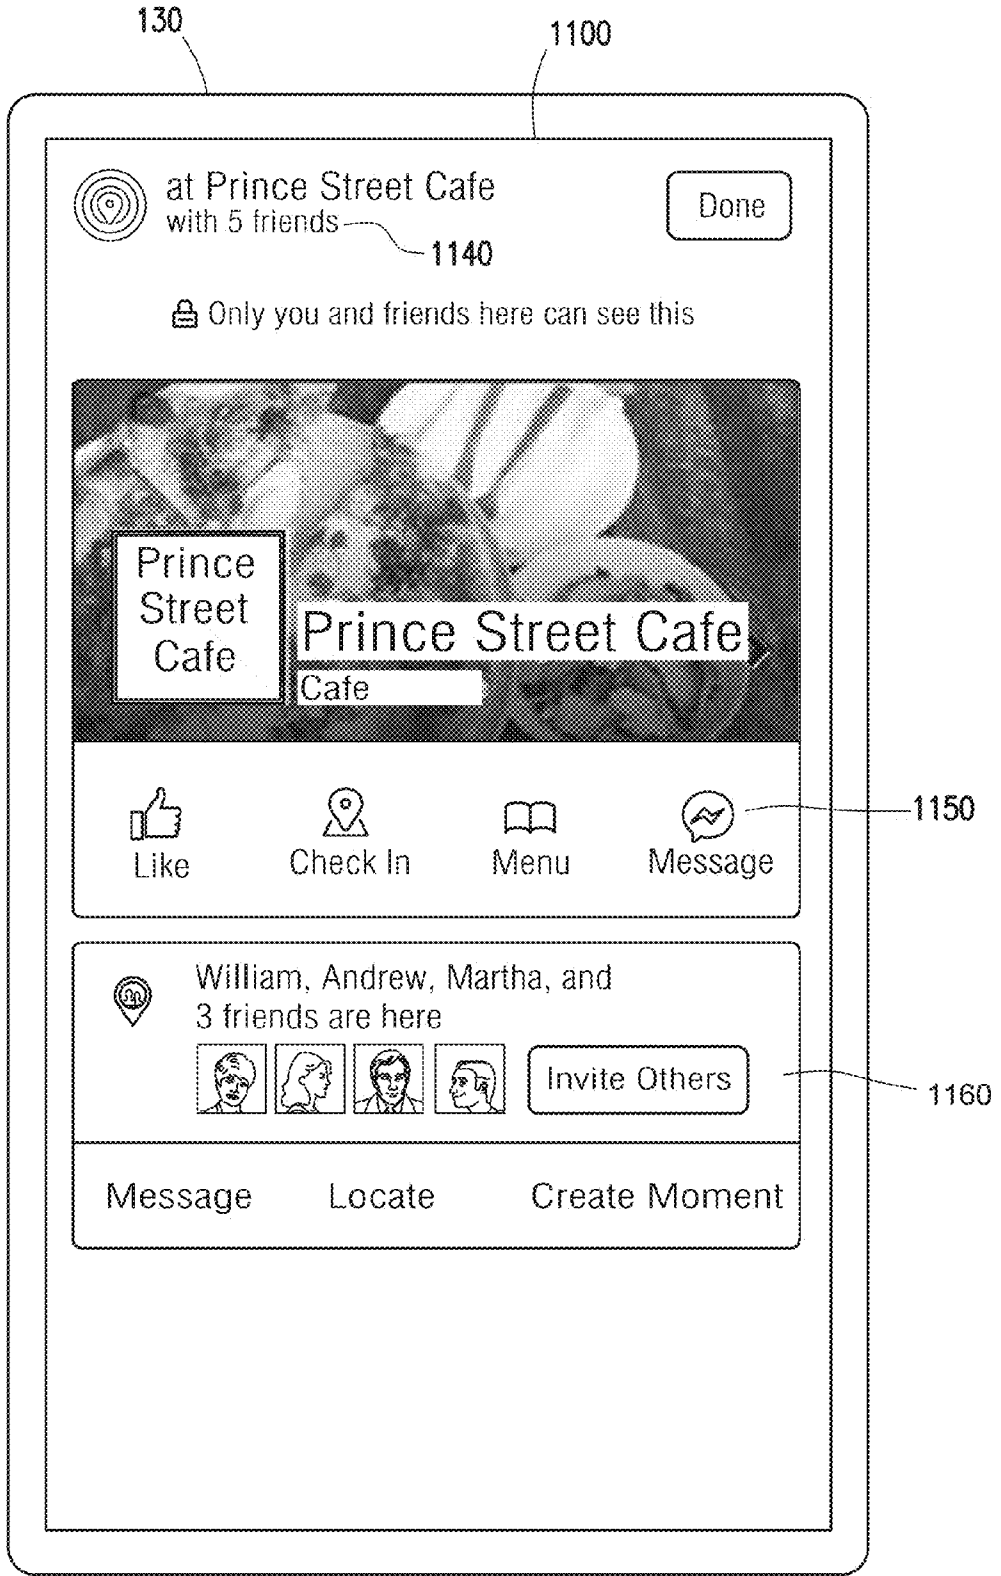 130
1100
at Prince Street Cafe
Done
with 5 friends
1140
Only you and friends here can see this
Prince
Street
Cafe
Prince Street Cafe
Cafe
1150
Like
Check In
Menu
Message
William, Andrew, Martha, and
3 friends are here
Invite Others
1160
Message
Locate
Create Moment